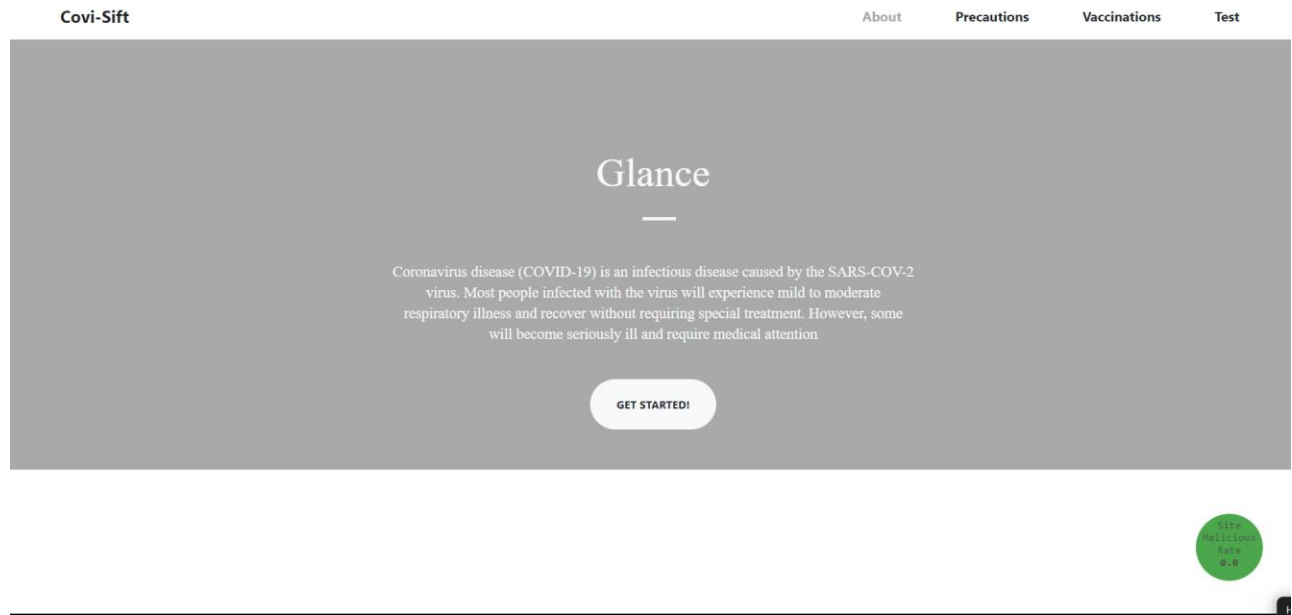 Covi-Sift
About Precautions Vaccinations Test
Glance
Coronavirus disease (COVID-19) is an infectious disease caused by the SARS-COV-2
virus. Most people infected with the virus will experience mild to moderate
respiratory illness and recover without requiring special treatment. However, some
will become seriously ill and require medical attention
GET STARTED!
Site
Malicious
Rate
0.0